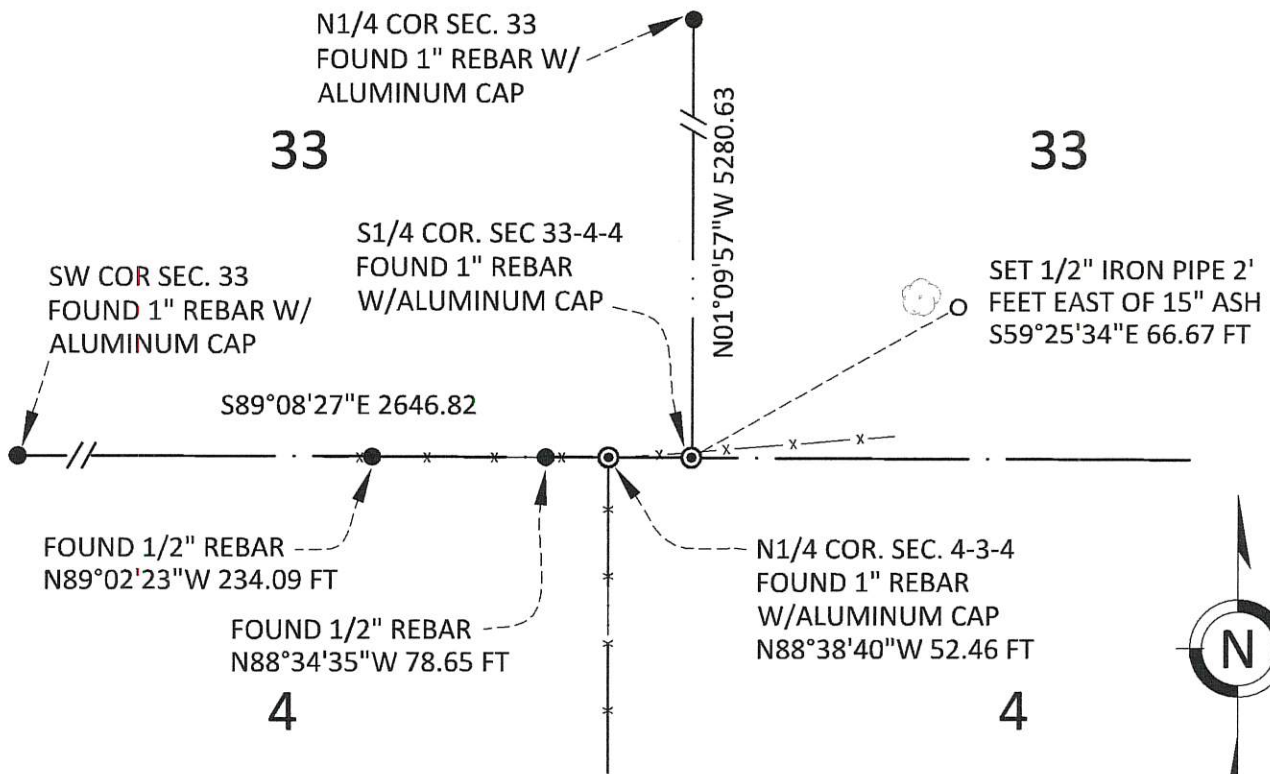 N1/4 COR SEC. 33
FOUND 1" REBAR W/
ALUMINUM CAP
33
N01°09'57"W 5280.63
33
S1/4 COR. SEC 33-4-4
FOUND 1" REBAR
W/ALUMINUM CAP
SW COR SEC. 33
FOUND 1" REBAR W/
ALUMINUM CAP
SET 1/2" IRON PIPE 2'
FEET EAST OF 15" ASH
S59°25'34"E 66.67 FT
S89°08'27"E 2646.82
FOUND 1/2" REBAR
N89°02'23"W 234.09 FT
FOUND 1/2" REBAR
N88°34'35"W 78.65 FT
N1/4 COR. SEC. 4-3-4
FOUND 1" REBAR
W/ALUMINUM CAP
N88°38'40"W 52.46 FT
4
4
N